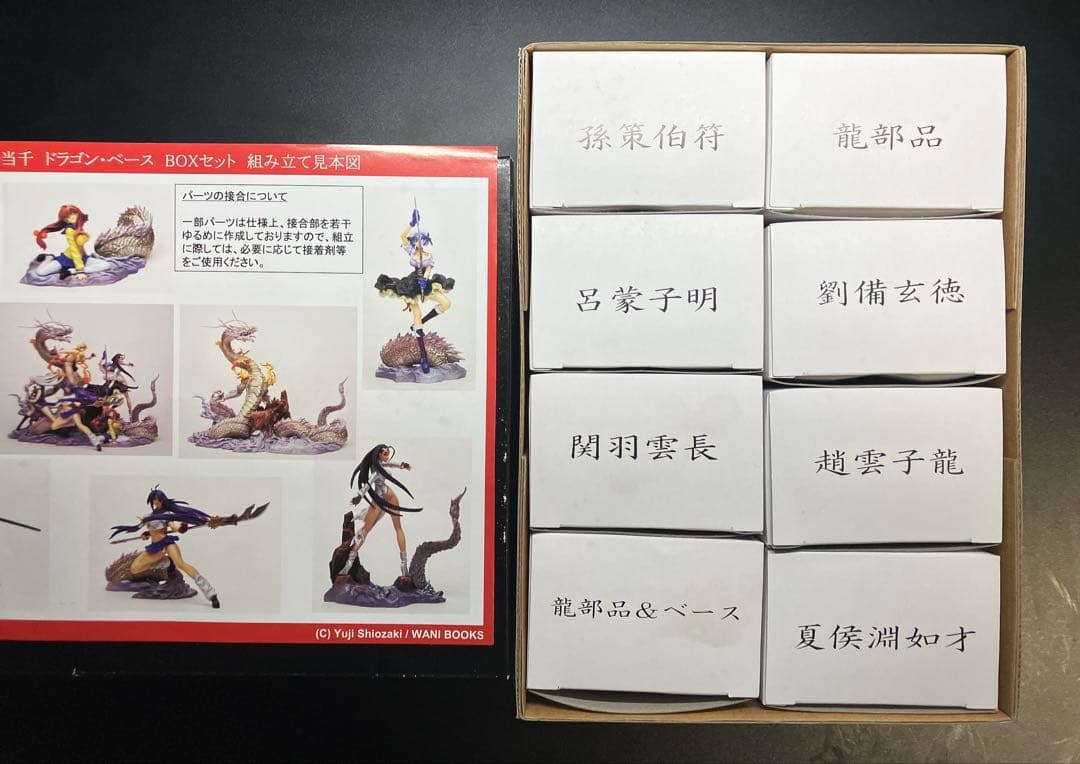 当千 ドラゴン・ベース BOXセット 組み立て見本図
パーツの接合について
一部パーツは仕様上、接合部を若干
ゆるめに作成しておりますので、組立
に際しては、必要に応じて接着剤等
をご使用ください。
(C) Yuji Shiozaki / WANI BOOKS
孫策伯符
龍部品
呂蒙子明
劉備玄徳
関羽雲長
趙雲子龍
龍部品&ベース
夏侯淵妙才